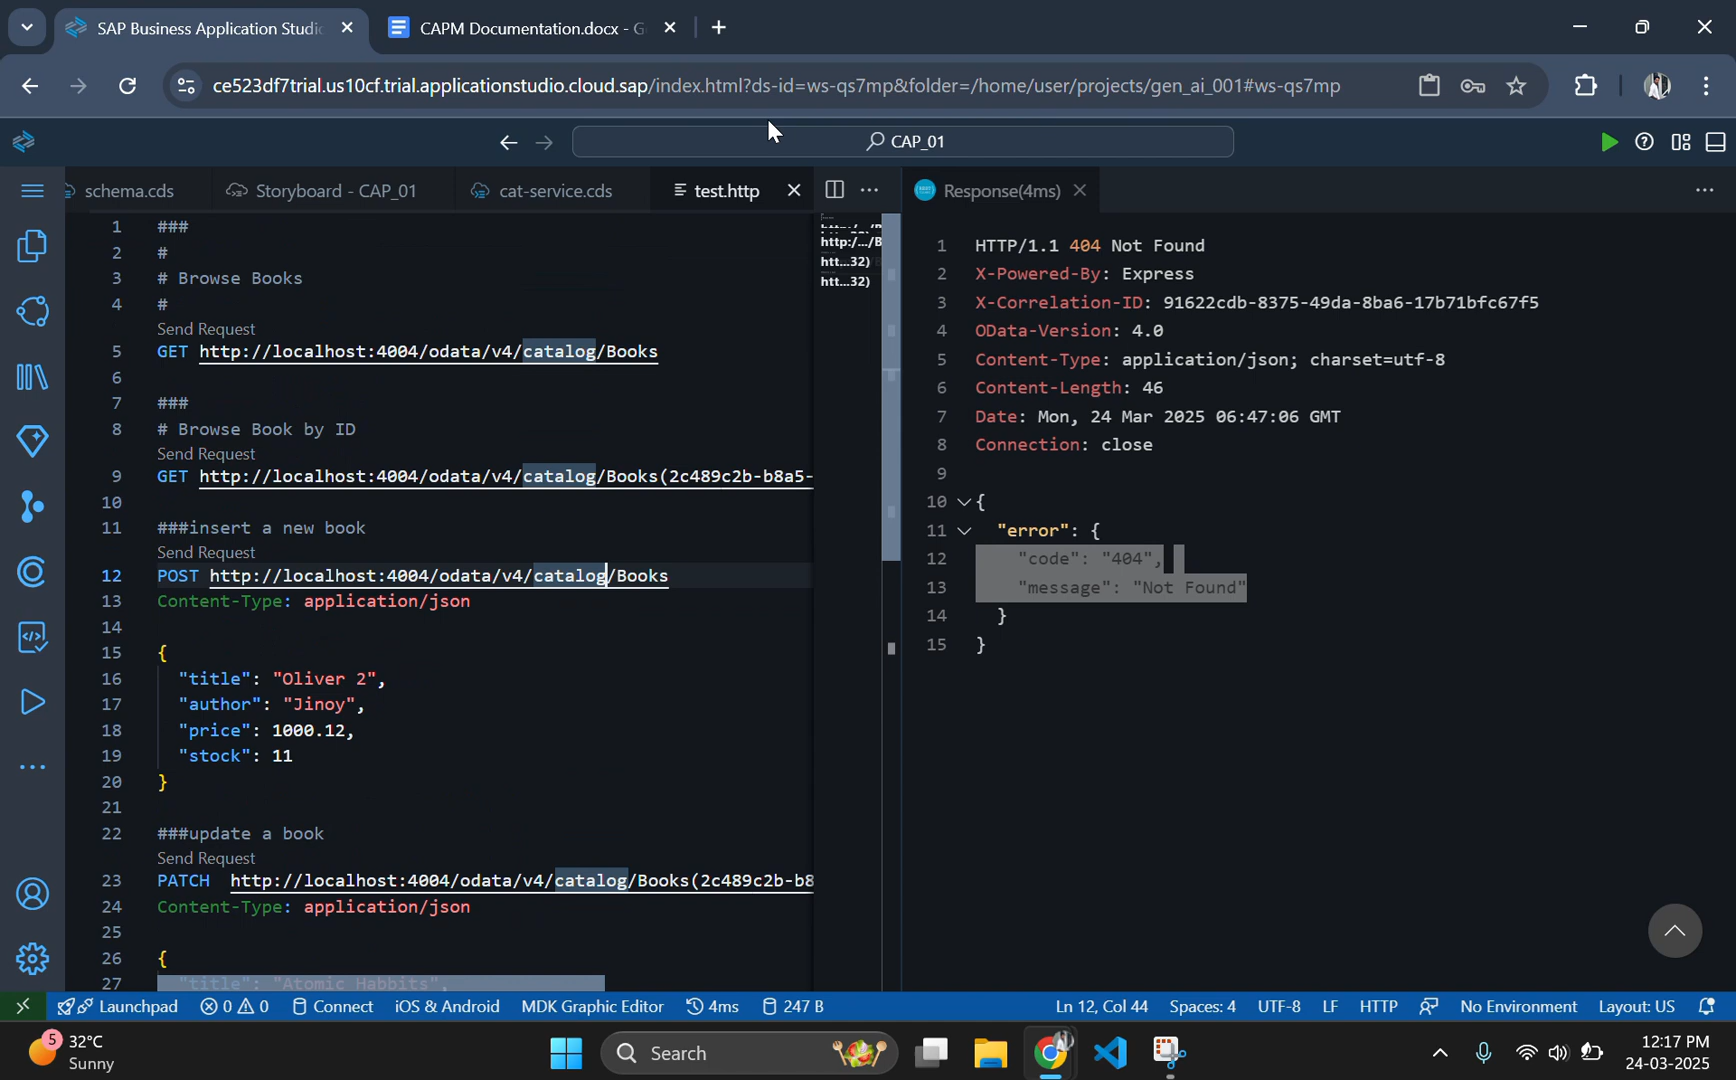 SAP Business Application Studio
CAPM Documentation.docx - G
ce523df7trial.us10cf.trial.applicationstudio.cloud.sap/index.html?ds-id=ws-qs7mp&folder=/home/user/projects/gen_ai_001#ws-qs7mp
CAP_01
schema.cds
Storyboard - CAP_01
cat-service.cds
test.http
Response(4ms)
1 ###
2 #
3 # Browse Books
4 #
Send Request
5 GET http://localhost:4004/odata/v4/catalog/Books
6
7 ###
8 # Browse Book by ID
Send Request
9 GET http://localhost:4004/odata/v4/catalog/Books(2c489c2b-b8a5-
10
11 ###insert a new book
Send Request
12 POST http://localhost:4004/odata/v4/catalog/Books
13 Content-Type: application/json
14
15 {
16 "title": "Oliver 2",
17 "author": "Jinoy",
18 "price": 1000.12,
19 "stock": 11
20 }
21
22 ###update a book
Send Request
23 PATCH http://localhost:4004/odata/v4/catalog/Books(2c489c2b-b8
24 Content-Type: application/json
25
26 {
27 "title": "Atomic Habbits",
http:/.../B
htt...32)
htt...32)
1 HTTP/1.1 404 Not Found
2 X-Powered-By: Express
3 X-Correlation-ID: 91622cdb-8375-49da-8ba6-17b71bfc67f5
4 OData-Version: 4.0
5 Content-Type: application/json; charset=utf-8
6 Content-Length: 46
7 Date: Mon, 24 Mar 2025 06:47:06 GMT
8 Connection: close
9
10 {
11 "error": {
12 "code": "404",
13 "message": "Not Found"
14 }
15 }
Launchpad 0 0 Connect iOS & Android MDK Graphic Editor 4ms 247 B Ln 12, Col 44 Spaces: 4 UTF-8 LF HTTP No Environment Layout: US
5
32°C
Sunny
Search
12:17 PM
24-03-2025